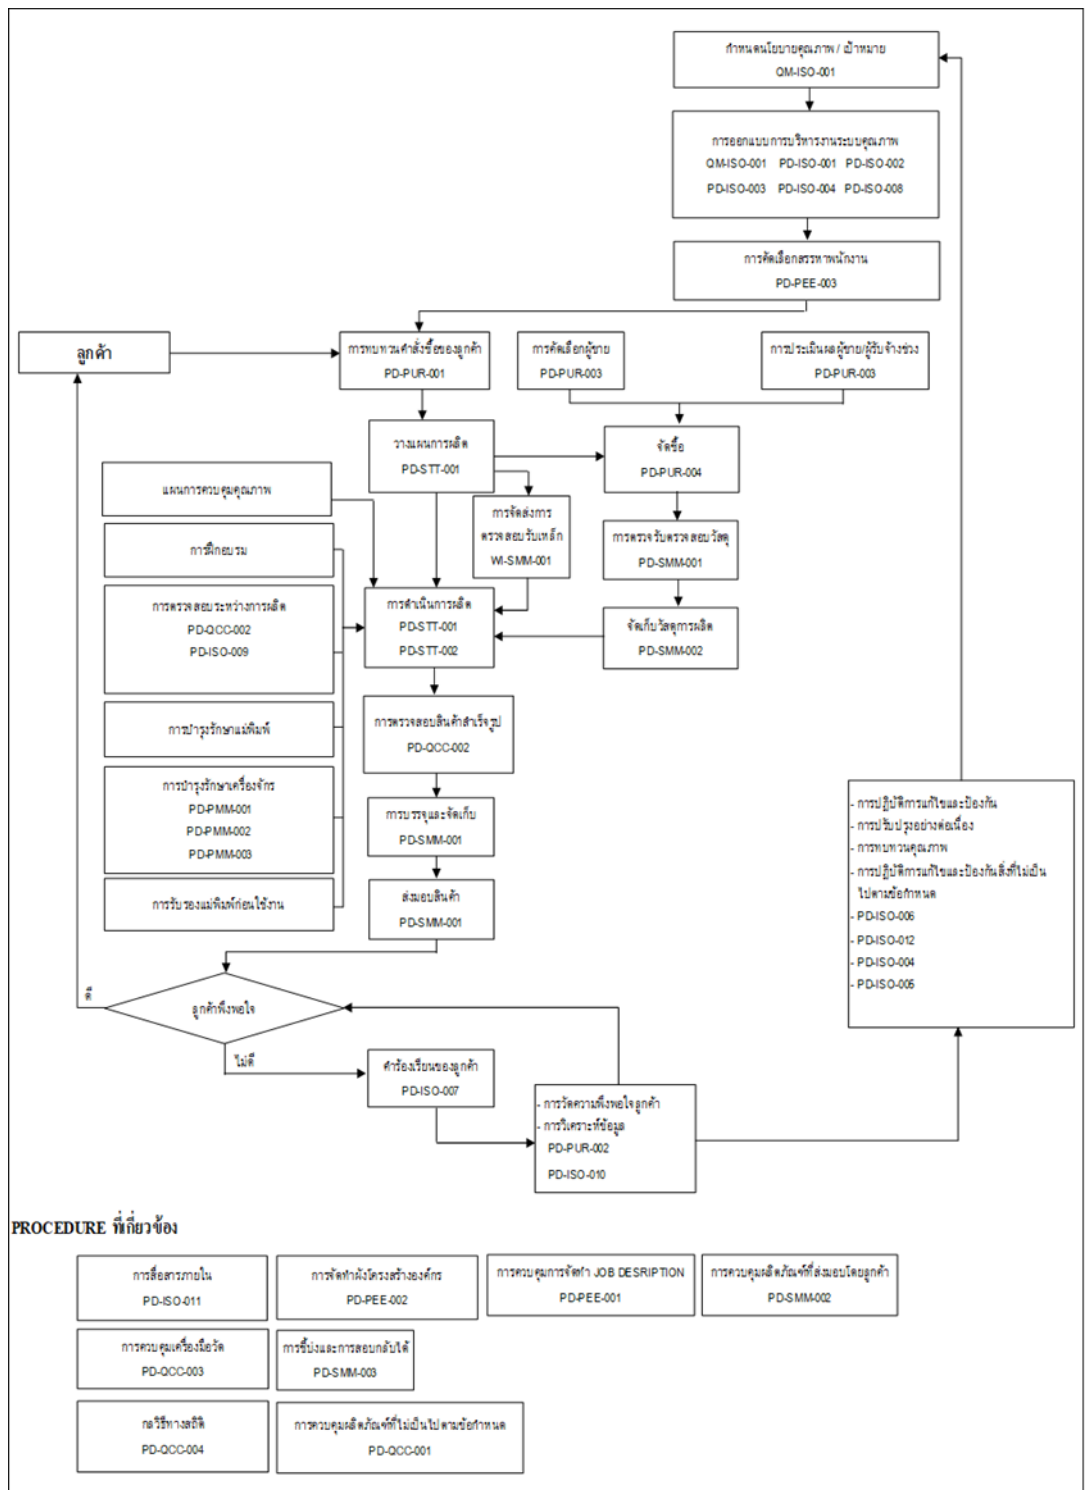 กำหนดนโยบายคุณภาพ / เป้าหมาย
QM-ISO-001
การออกแบบการบริหารงานระบบคุณภาพ
QM-ISO-001 PD-ISO-001 PD-ISO-002
PD-ISO-003 PD-ISO-004 PD-ISO-008
การคัดเลือกสรรหาพนักงาน
PD-PEE-003
ลูกค้า
การทบทวนคำสั่งซื้อของลูกค้า
PD-PUR-001
การคัดเลือกผู้ขาย
PD-PUR-003
การประเมินผลผู้ขาย/ผู้รับจ้างช่วง
PD-PUR-003
วางแผนการผลิต
PD-STT-001
จัดซื้อ
PD-PUR-004
แผนการควบคุมคุณภาพ
การจัดส่งการ
ตรวจสอบรับเหล็ก
WI-SMM-001
การตรวจรับตรวจสอบวัสดุ
PD-SMM-001
การฝึกอบรม
การตรวจสอบระหว่างการผลิต
PD-QCC-002
PD-ISO-009
การดำเนินการผลิต
PD-STT-001
PD-STT-002
จัดเก็บวัสดุการผลิต
PD-SMM-002
การบำรุงรักษาแม่พิมพ์
การตรวจสอบสินค้าสำเร็จรูป
PD-QCC-002
การบำรุงรักษาเครื่องจักร
PD-PMM-001
PD-PMM-002
PD-PMM-003
การบรรจุและจัดเก็บ
PD-SMM-001
การรับรองแม่พิมพ์ก่อนใช้งาน
ส่งมอบสินค้า
PD-SMM-001
- การปฏิบัติการแก้ไขและป้องกัน
- การปรับปรุงอย่างต่อเนื่อง
- การทบทวนคุณภาพ
- การปฏิบัติการแก้ไขและป้องกันสิ่งที่ไม่เป็น
ไปตามข้อกำหนด
- PD-ISO-006
- PD-ISO-012
- PD-ISO-004
- PD-ISO-005
ดี
ลูกค้าพึงพอใจ
ไม่ดี
คำร้องเรียนของลูกค้า
PD-ISO-007
- การวัดความพึงพอใจลูกค้า
- การวิเคราะห์ข้อมูล
PD-PUR-002
PD-ISO-010
PROCEDURE ที่เกี่ยวข้อง
การสื่อสารภายใน
PD-ISO-011
การจัดทำผังโครงสร้างองค์กร
PD-PEE-002
การควบคุมการจัดทำ JOB DESRIPTION
PD-PEE-001
การควบคุมผลิตภัณฑ์ที่ส่งมอบโดยลูกค้า
PD-SMM-002
การควบคุมเครื่องมือวัด
PD-QCC-003
การชี้บ่งและการสอบกลับได้
PD-SMM-003
กลวิธีทางสถิติ
PD-QCC-004
การควบคุมผลิตภัณฑ์ที่ไม่เป็นไปตามข้อกำหนด
PD-QCC-001